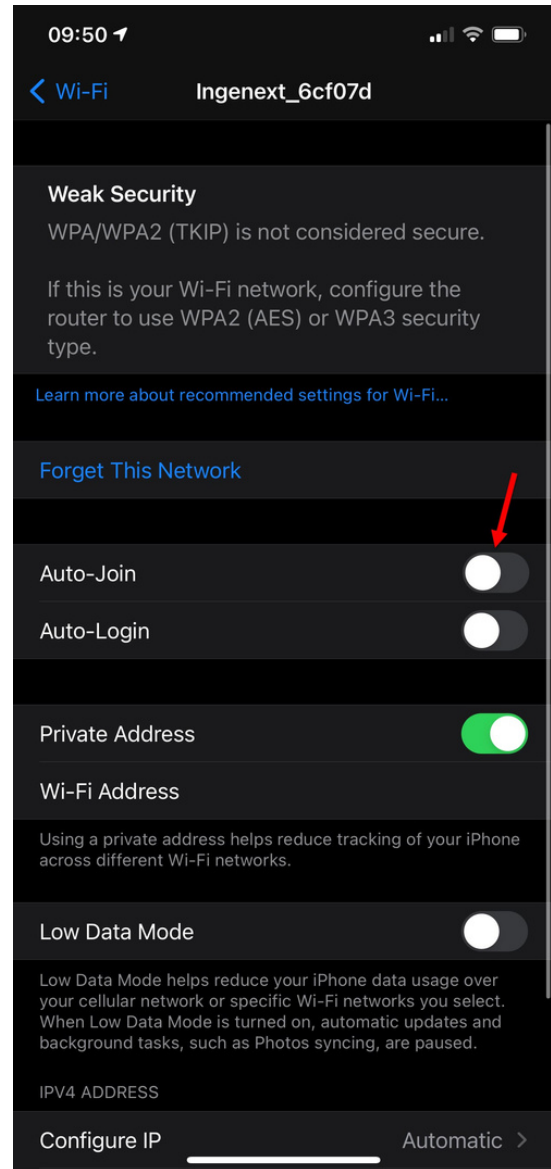 09:50
Wi-Fi
Ingenext_6cf07d
Weak Security
WPA/WPA2 (TKIP) is not considered secure.
If this is your Wi-Fi network, configure the
router to use WPA2 (AES) or WPA3 security
type.
Learn more about recommended settings for Wi-Fi...
Forget This Network
Auto-Join
Auto-Login
Private Address
Wi-Fi Address
Using a private address helps reduce tracking of your iPhone
across different Wi-Fi networks.
Low Data Mode
Low Data Mode helps reduce your iPhone data usage over
your cellular network or specific Wi-Fi networks you select.
When Low Data Mode is turned on, automatic updates and
background tasks, such as Photos syncing, are paused.
IPV4 ADDRESS
Configure IP Automatic